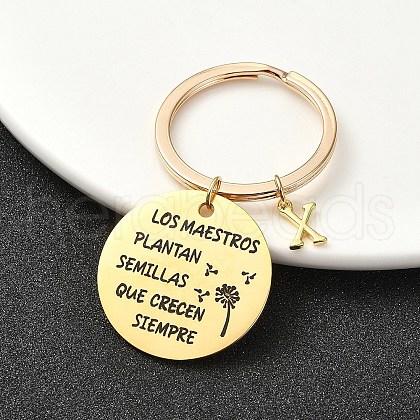 LOS MAESTROS
PLANTAN
SEMILLAS
QUE CRECEN
SIEMPRE
X